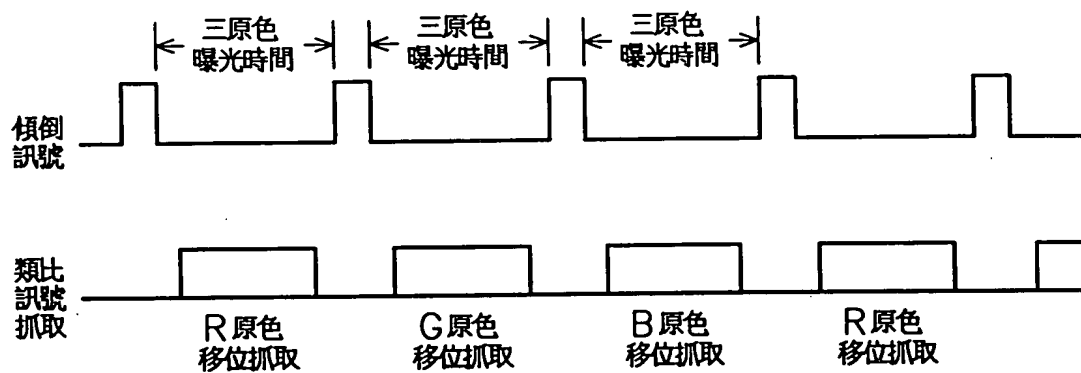 三原色
曝光時間
三原色
曝光時間
三原色
曝光時間
傾倒
訊號
類比
訊號
抓取
R原色
移位抓取
G原色
移位抓取
B原色
移位抓取
R原色
移位抓取